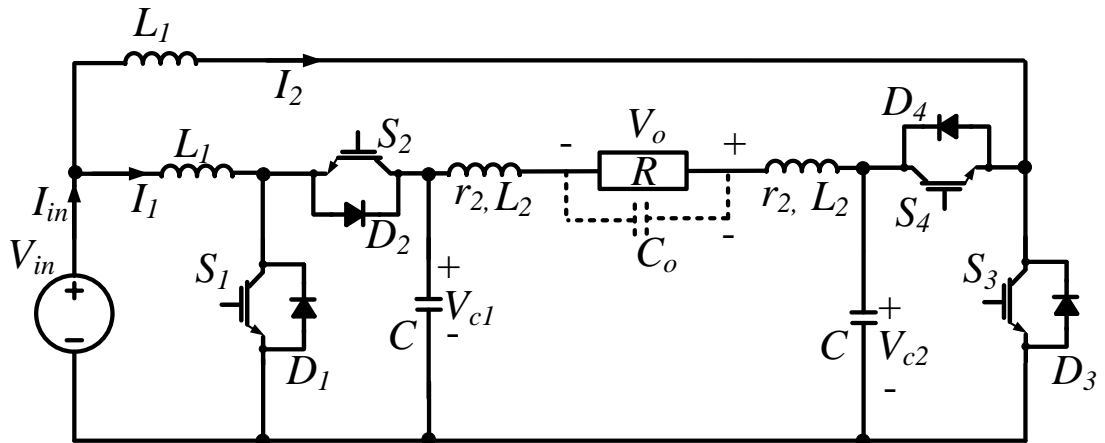 L1
I2
L1
I1
Iin
Vin
+
-
S1
D1
S2
D2
+
Vc1
-
C
r2, L2
-
Vo
+
R
Co
-
r2, L2
D4
S4
C
+
Vc2
-
S3
D3